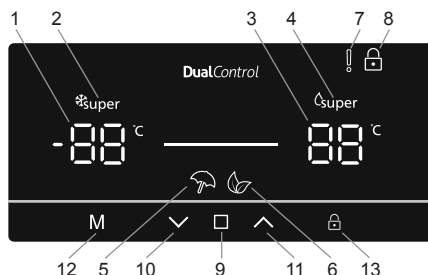 1 2 3 4 7 8
DualControl
super super
-88 °C 88 °C
M
12 5 10 9 11 6 13